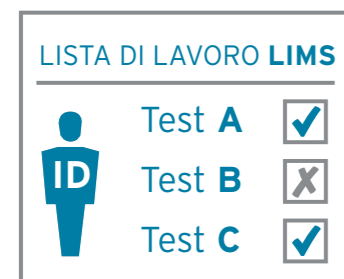 LISTA DI LAVORO LIMS
ID
Test A
Test B
Test C